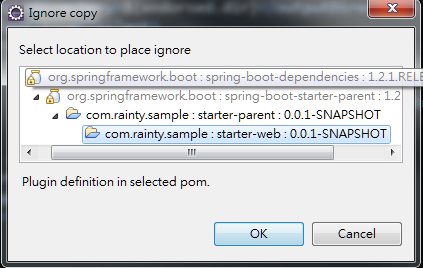 Ignore copy
Select location to place ignore
org.springframework.boot : spring-boot-dependencies : 1.2.1.RELE
org.springframework.boot : spring-boot-starter-parent : 1.2
com.rainty.sample : starter-parent : 0.0.1-SNAPSHOT
com.rainty.sample : starter-web : 0.0.1-SNAPSHOT
Plugin definition in selected pom.
OK Cancel